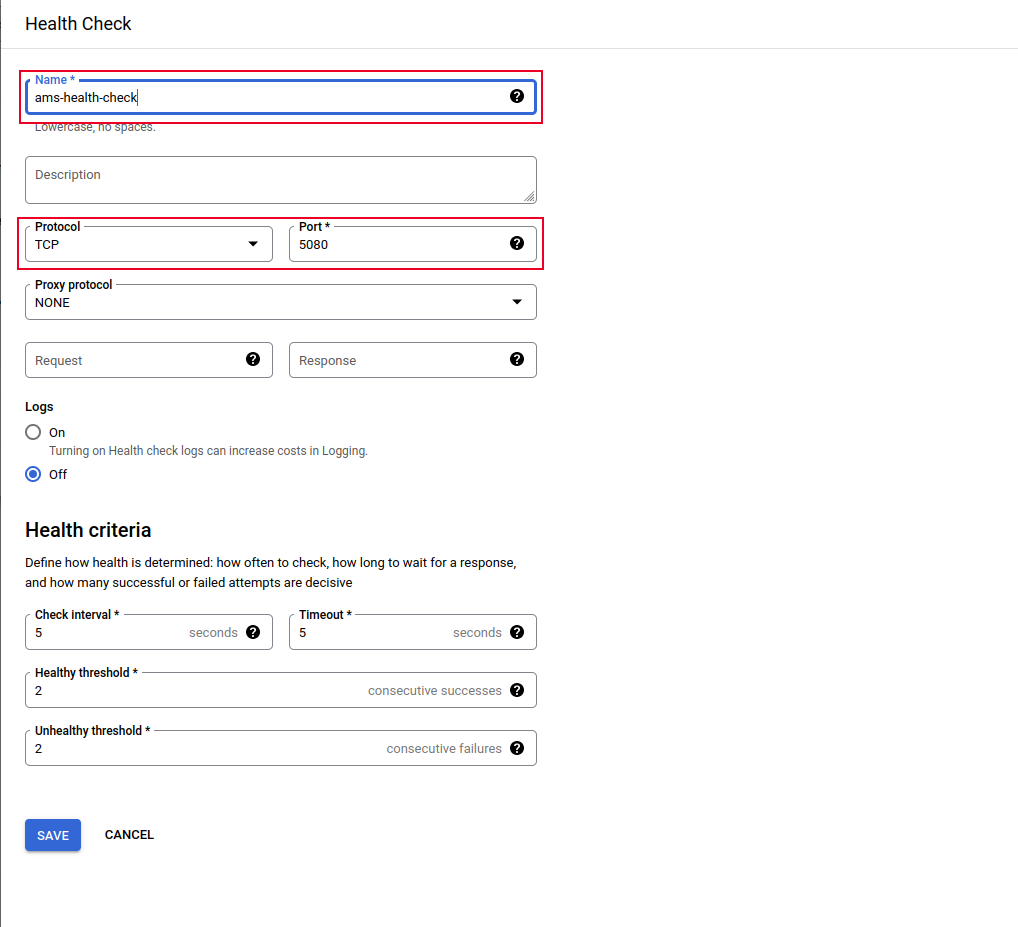 Health Check
Name *
ams-health-check
Lowercase, no spaces.
Description
Protocol
TCP
Port *
5080
Proxy protocol
NONE
Request
Response
Logs
On
Turning on Health check logs can increase costs in Logging.
Off
Health criteria
Define how health is determined: how often to check, how long to wait for a response,
and how many successful or failed attempts are decisive
Check interval *
5 seconds
Timeout *
5 seconds
Healthy threshold *
2 consecutive successes
Unhealthy threshold *
2 consecutive failures
SAVE CANCEL